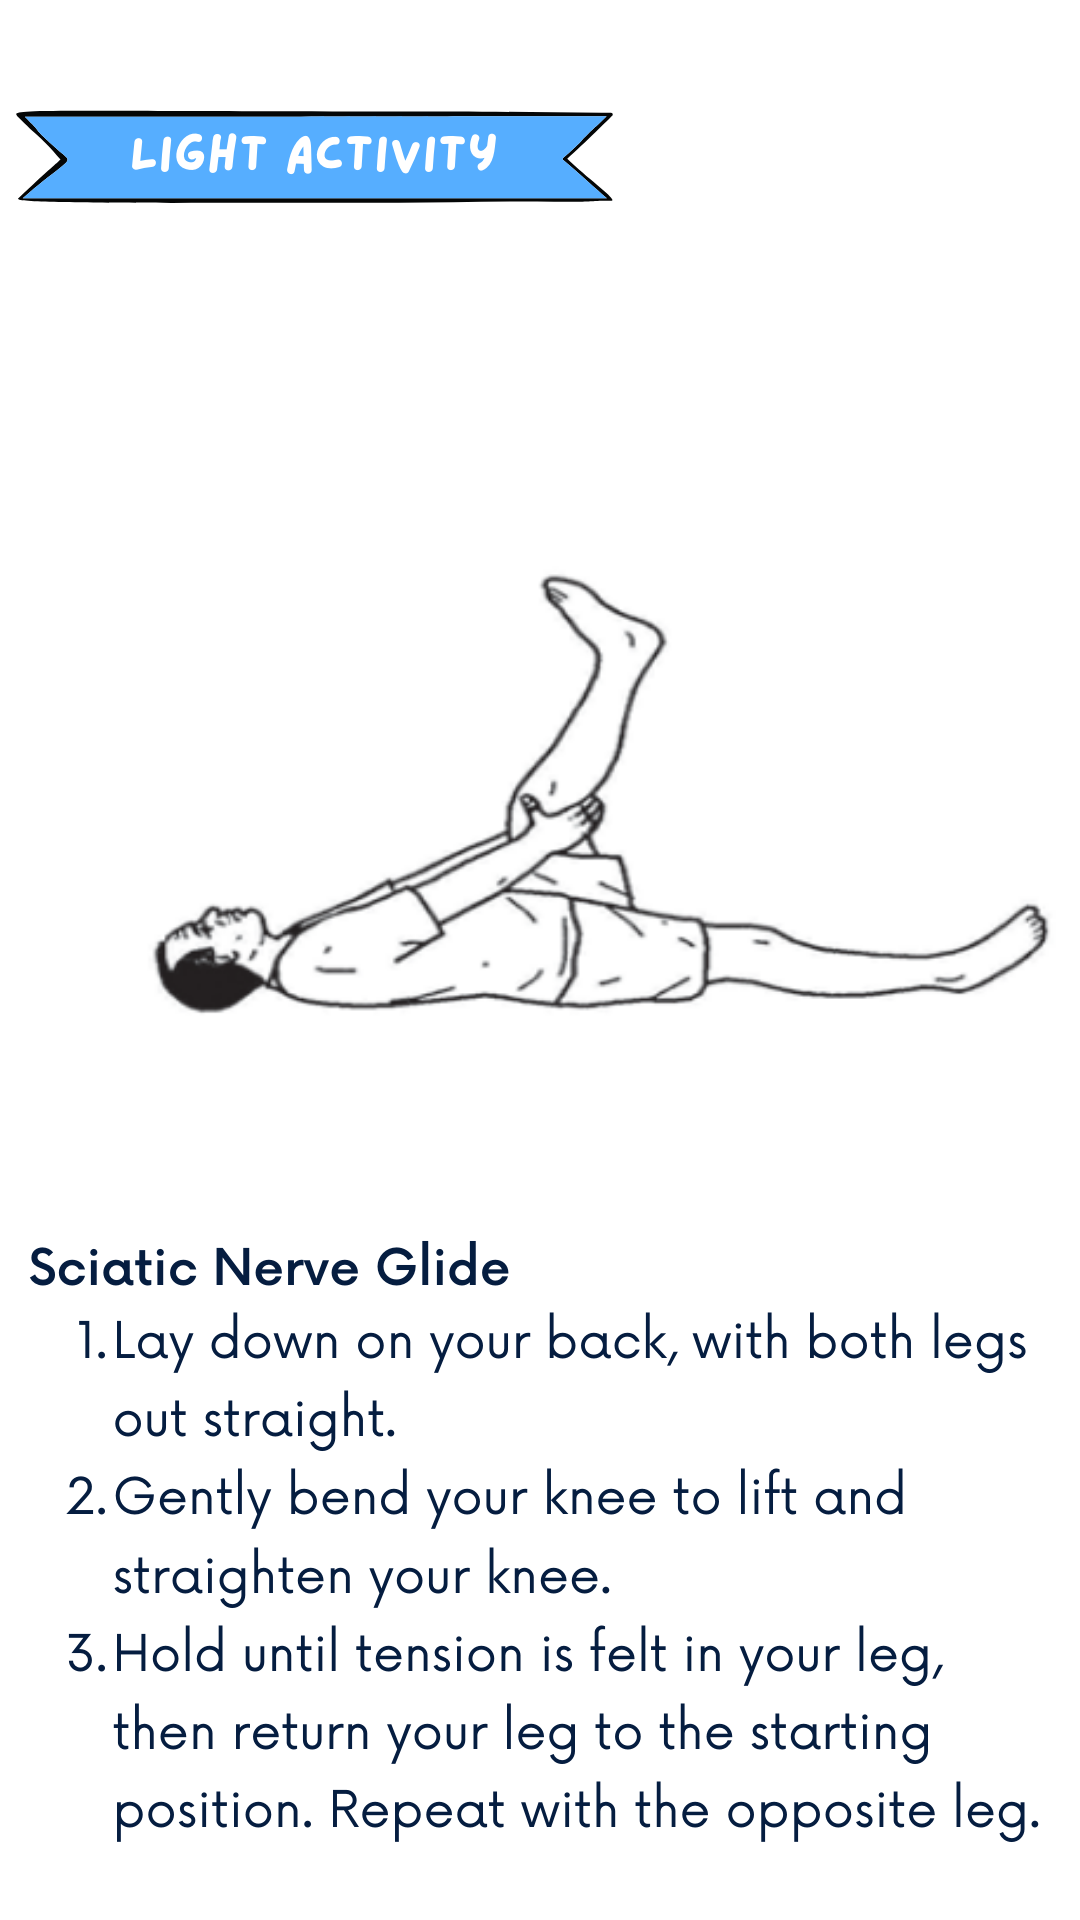 LIGHT ACTIVITY
Sciatic Nerve Glide
1. Lay down on your back, with both legs
out straight.
2. Gently bend your knee to lift and
straighten your knee.
3. Hold until tension is felt in your leg,
then return your leg to the starting
position. Repeat with the opposite leg.